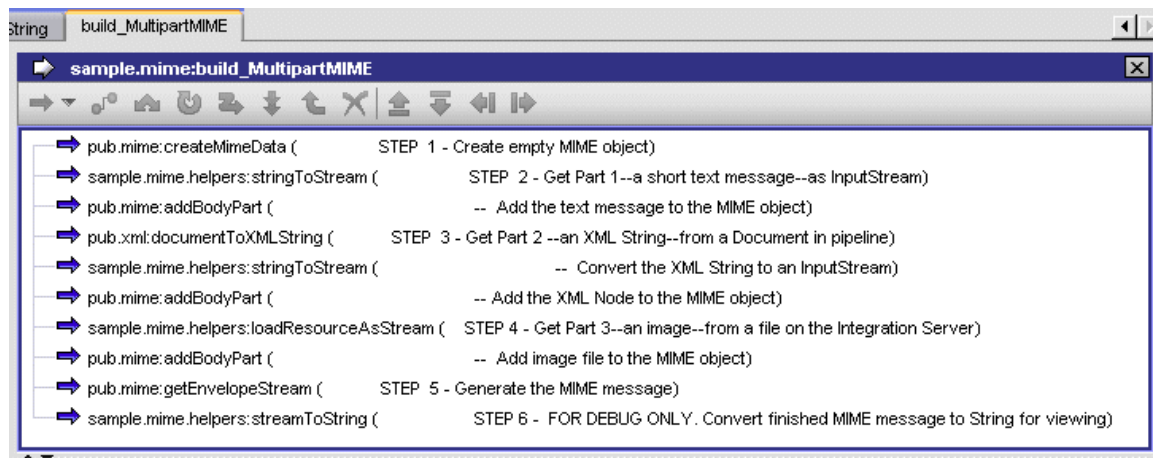 String build_MultipartMIME
sample.mime:build_MultipartMIME
pub.mime:createMimeData ( STEP 1 - Create empty MIME object)
sample.mime.helpers:stringToStream ( STEP 2 - Get Part 1--a short text message--as InputStream)
pub.mime:addBodyPart ( -- Add the text message to the MIME object)
pub.xml:documentToXMLString ( STEP 3 - Get Part 2 --an XML String--from a Document in pipeline)
sample.mime.helpers:stringToStream ( -- Convert the XML String to an InputStream)
pub.mime:addBodyPart ( -- Add the XML Node to the MIME object)
sample.mime.helpers:loadResourceAsStream ( STEP 4 - Get Part 3--an image--from a file on the Integration Server)
pub.mime:addBodyPart ( -- Add image file to the MIME object)
pub.mime:getEnvelopeStream ( STEP 5 - Generate the MIME message)
sample.mime.helpers:streamToString ( STEP 6 - FOR DEBUG ONLY. Convert finished MIME message to String for viewing)